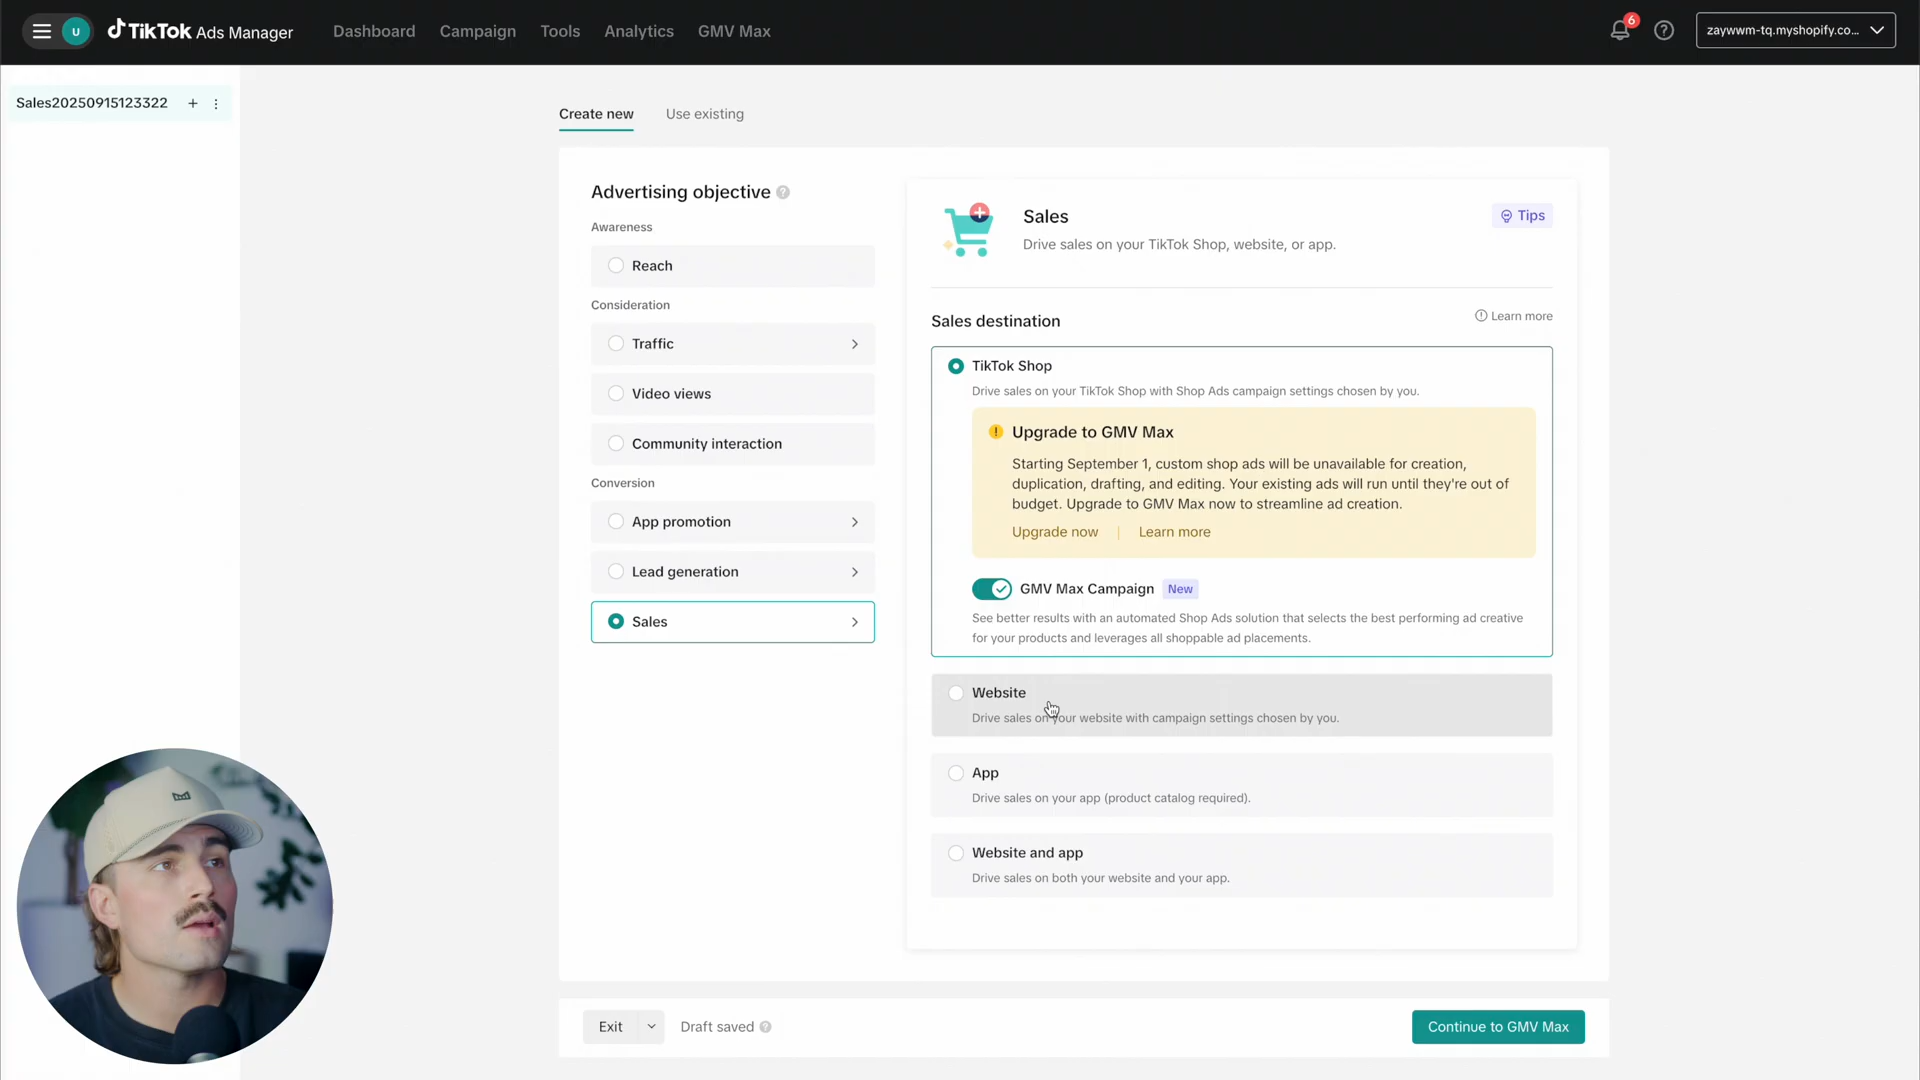 U
TikTok Ads Manager
Dashboard
Campaign
Tools
Analytics
GMV Max
6
zaywwm-tq.myshopify.co...
Sales20250915123322
Create new
Use existing
Advertising objective
Awareness
Reach
Consideration
Traffic
Video views
Community interaction
Conversion
App promotion
Lead generation
Sales
Sales
Drive sales on your TikTok Shop, website, or app.
Tips
Sales destination
Learn more
TikTok Shop
Drive sales on your TikTok Shop with Shop Ads campaign settings chosen by you.
Upgrade to GMV Max
Starting September 1, custom shop ads will be unavailable for creation,
duplication, drafting, and editing. Your existing ads will run until they're out of
budget. Upgrade to GMV Max now to streamline ad creation.
Upgrade now | Learn more
GMV Max Campaign New
See better results with an automated Shop Ads solution that selects the best performing ad creative
for your products and leverages all shoppable ad placements.
Website
Drive sales on your website with campaign settings chosen by you.
App
Drive sales on your app (product catalog required).
Website and app
Drive sales on both your website and your app.
Exit
Draft saved
Continue to GMV Max